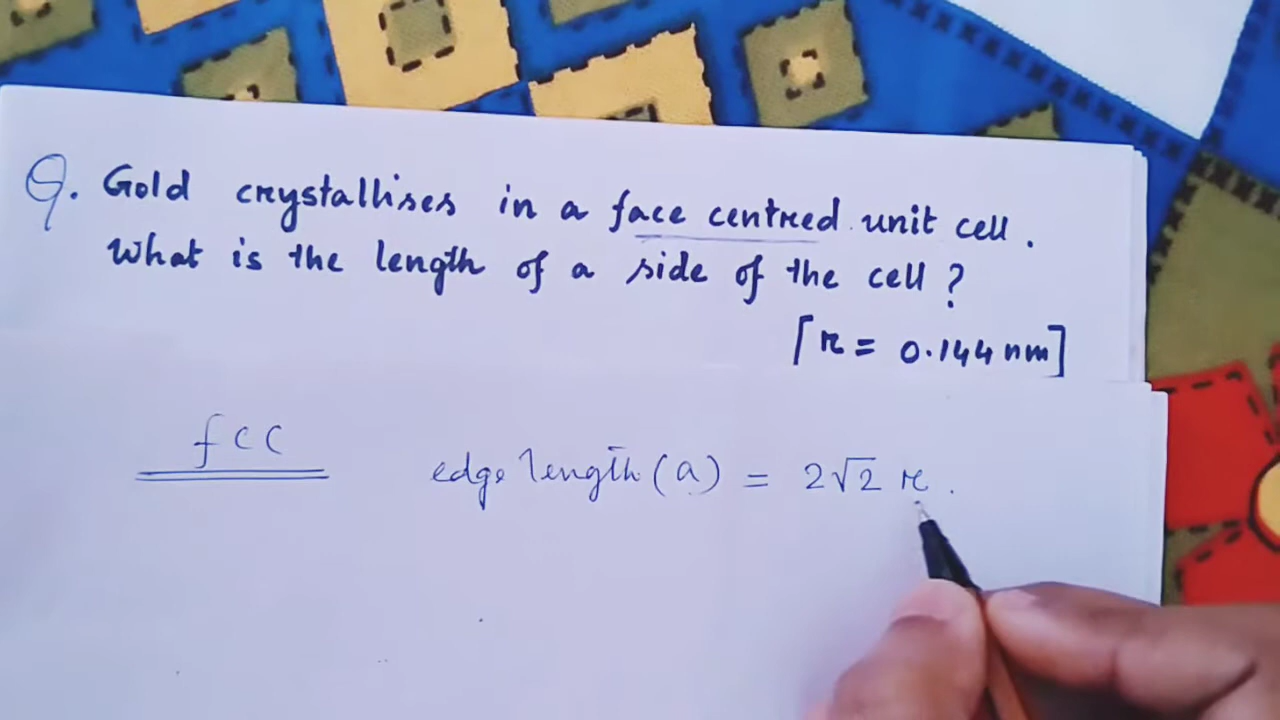 Q. Gold crystallises in a face centred unit cell.
What is the length of a side of the cell?
[r = 0.144 nm]
fcc
edge length (a) = 2√2 r.